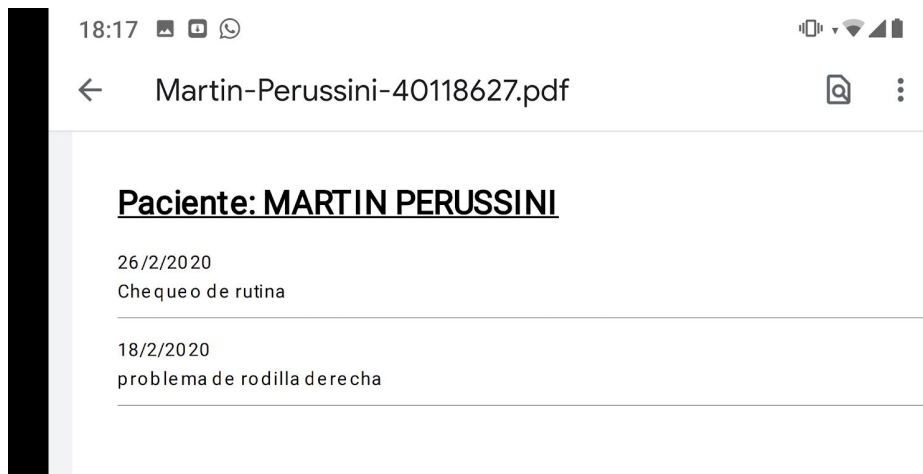 18:17
Martin-Perussini-40118627.pdf
Paciente: MARTIN PERUSSINI
26/2/2020
Chequeo de rutina
18/2/2020
problema de rodilla derecha